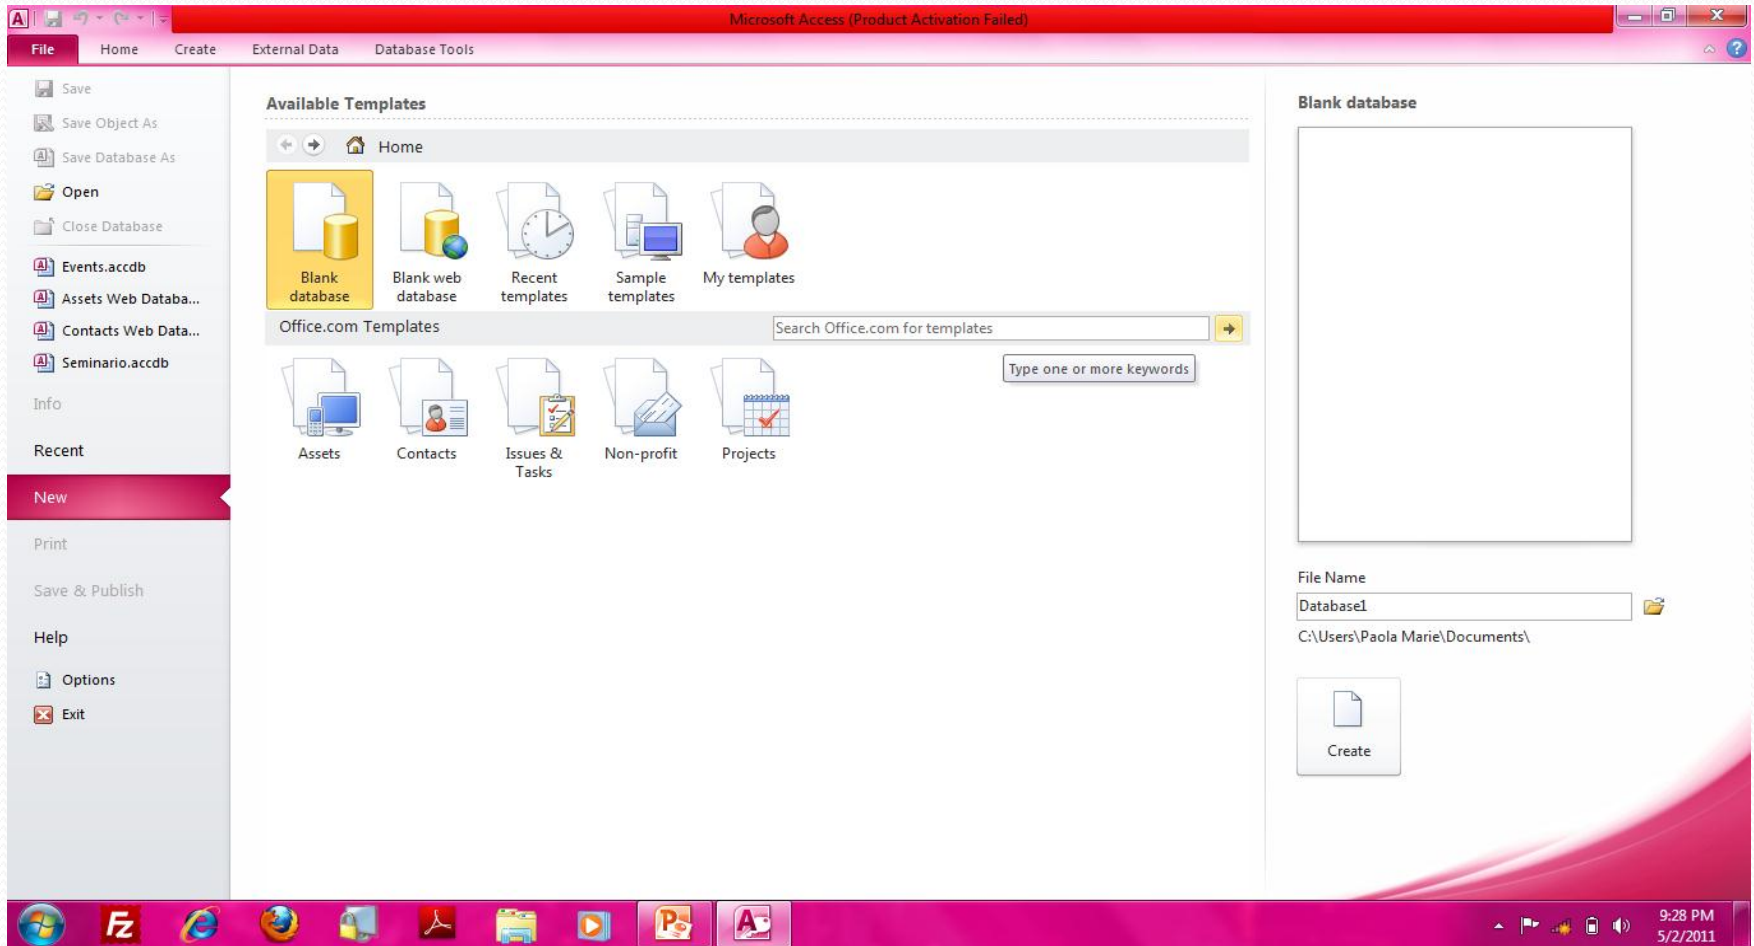 Microsoft Access (Product Activation Failed)
File Home Create External Data Database Tools
Save
Save Object As
Save Database As
Open
Close Database
Events.accdb
Assets Web Databa...
Contacts Web Data...
Seminario.accdb
Info
Recent
New
Print
Save & Publish
Help
Options
Exit
Available Templates
Home
Blank
database
Blank web
database
Recent
templates
Sample
templates
My templates
Office.com Templates
Search Office.com for templates
Type one or more keywords
Assets
Contacts
Issues &
Tasks
Non-profit
Projects
Blank database
File Name
Database1
C:\Users\Paola Marie\Documents\
Create
9:28 PM
5/2/2011